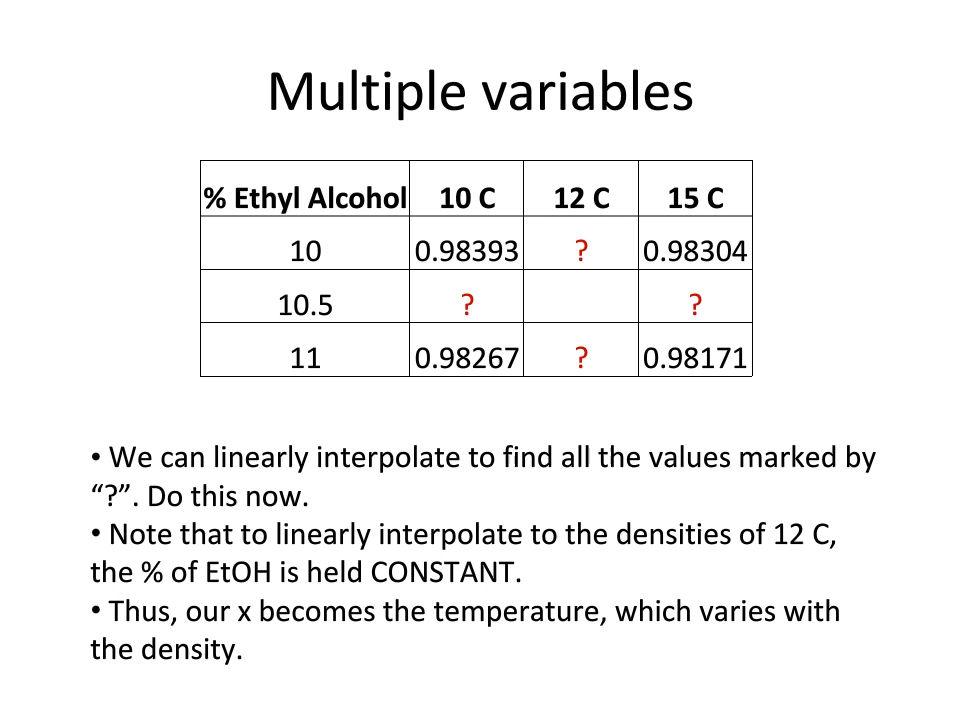 Multiple variables
% Ethyl Alcohol 10 C 12 C 15 C
10 0.98393 ? 0.98304
10.5 ? ?
11 0.98267 ? 0.98171
• We can linearly interpolate to find all the values marked by
“?”. Do this now.
• Note that to linearly interpolate to the densities of 12 C,
the % of EtOH is held CONSTANT.
• Thus, our x becomes the temperature, which varies with
the density.